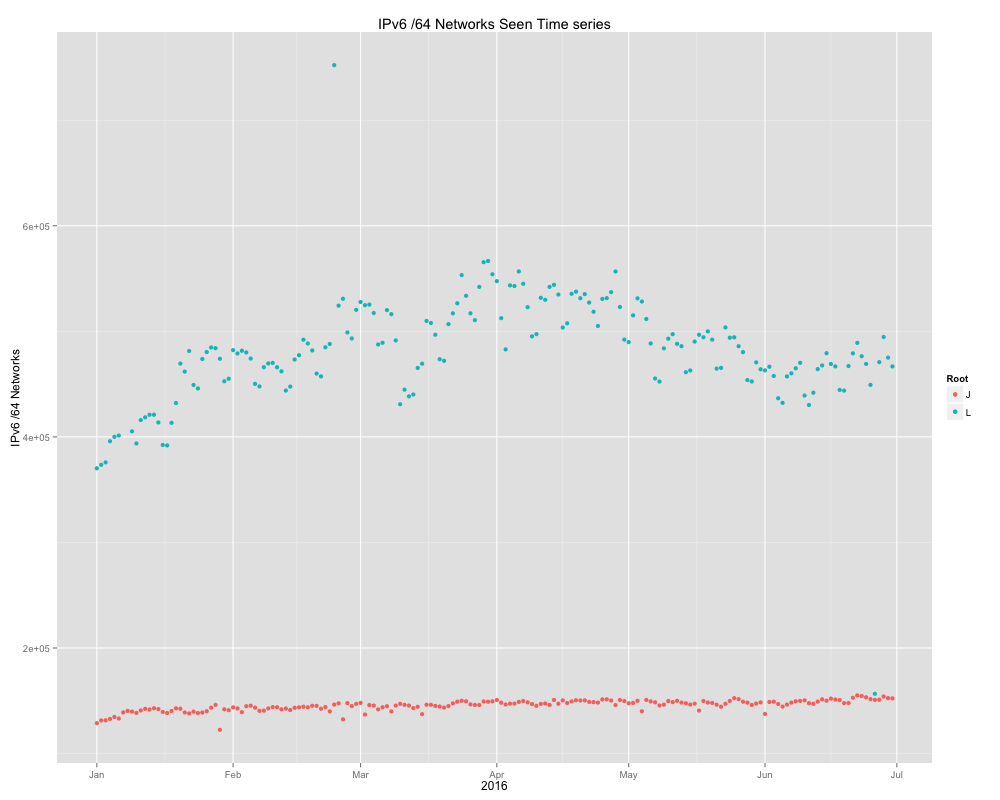 IPv6 /64 Networks Seen Time series
IPv6 /64 Networks
6e+05
4e+05
2e+05
Jan Feb Mar Apr May Jun Jul
2016
Root
J
L